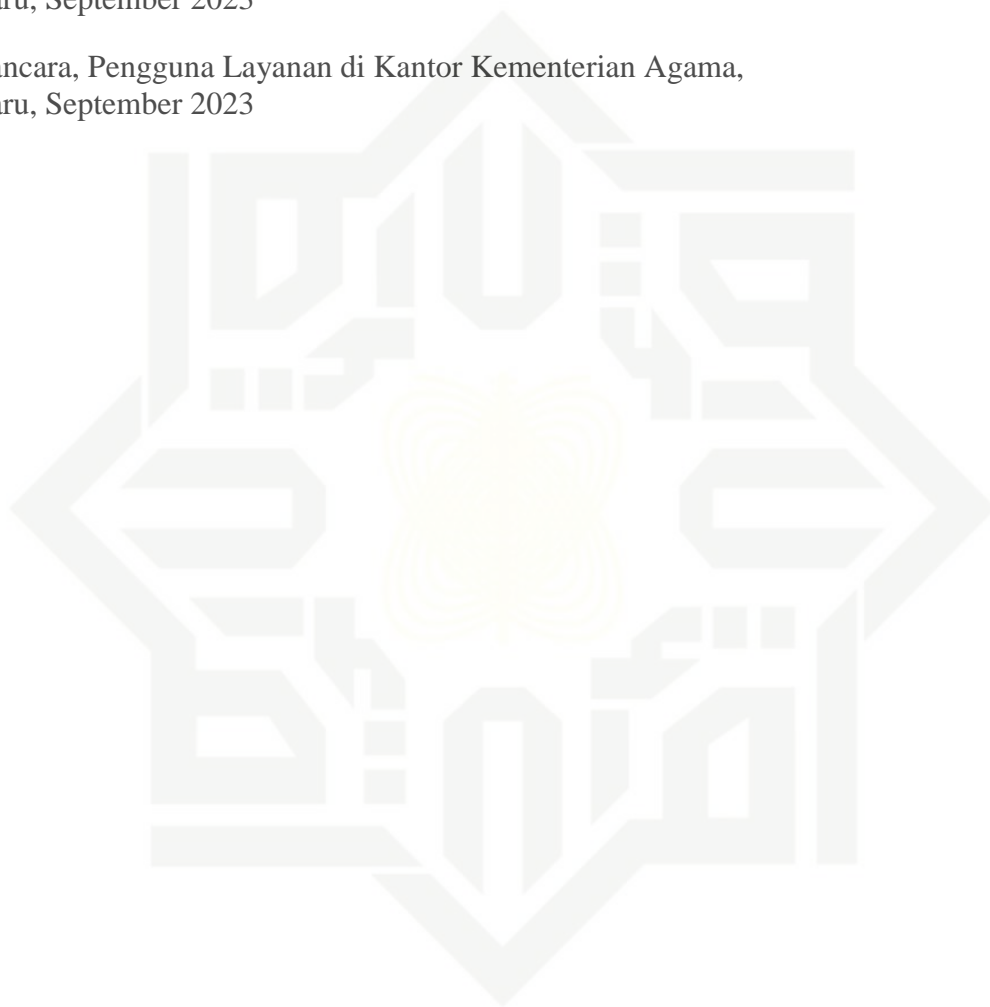 aru, September 2023
ancara, Pengguna Layanan di Kantor Kementerian Agama,
aru, September 2023